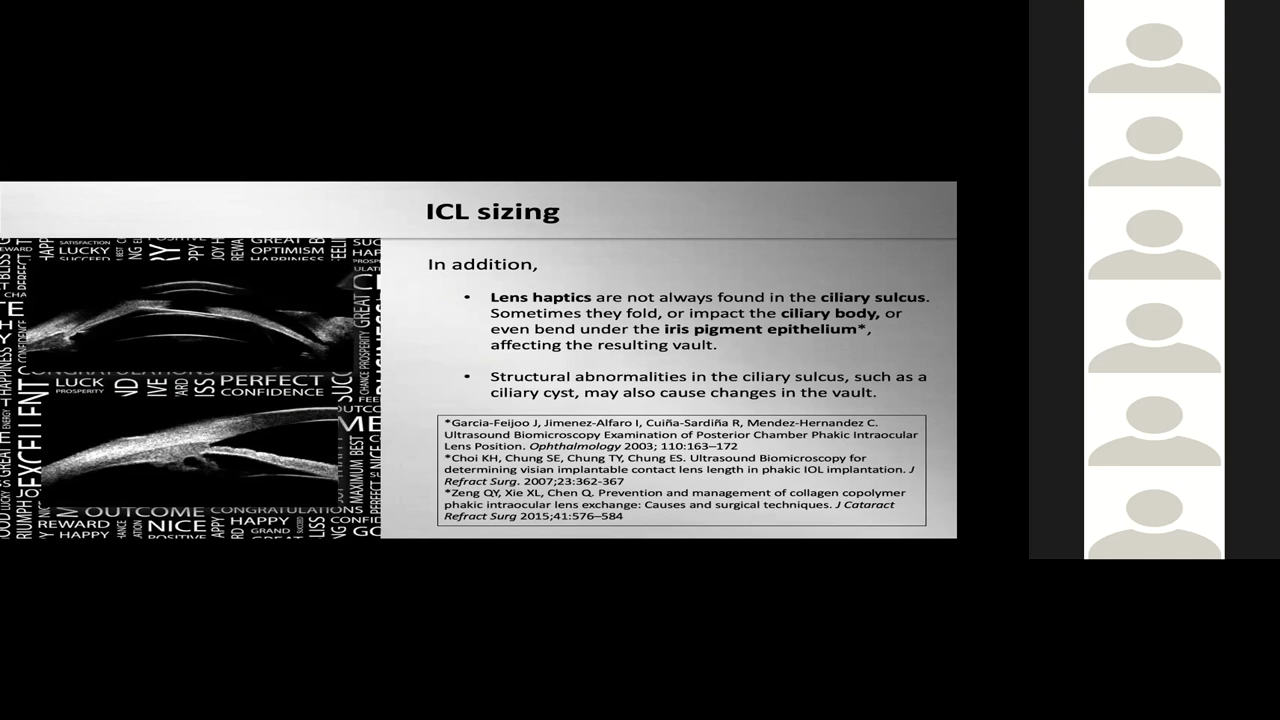 ICL sizing
In addition,
• Lens haptics are not always found in the ciliary sulcus.
Sometimes they fold, or impact the ciliary body, or
even bend under the iris pigment epithelium*,
affecting the resulting vault.
• Structural abnormalities in the ciliary sulcus, such as a
ciliary cyst, may also cause changes in the vault.
*Garcia-Feijoo J, Jimenez-Alfaro I, Cuiña-Sardiña R, Mendez-Hernandez C.
Ultrasound Biomicroscopy Examination of Posterior Chamber Phakic Intraocular
Lens Position. Ophthalmology 2003; 110:163–172
*Choi KH, Chung SE, Chung TY, Chung ES. Ultrasound Biomicroscopy for
determining visian implantable contact lens length in phakic IOL implantation. J
Refract Surg. 2007;23:362-367
*Zeng QY, Xie XL, Chen Q. Prevention and management of collagen copolymer
phakic intraocular lens exchange: Causes and surgical techniques. J Cataract
Refract Surg 2015;41:576–584
SATISFACTION
LUCKY
GREAT
OPTIMISM
HAPPINESS
LUCK
PROSPERITY
PERFECT
CONFIDENCE
EXCELLENT
MAXIMUM BEST
OUTCOME
CONGRATULATIONS
REWARD
NICE
HAPPY
HAPPY
GRAND
POSITIVE
GREAT
CHANCE PROSPERITY GREAT